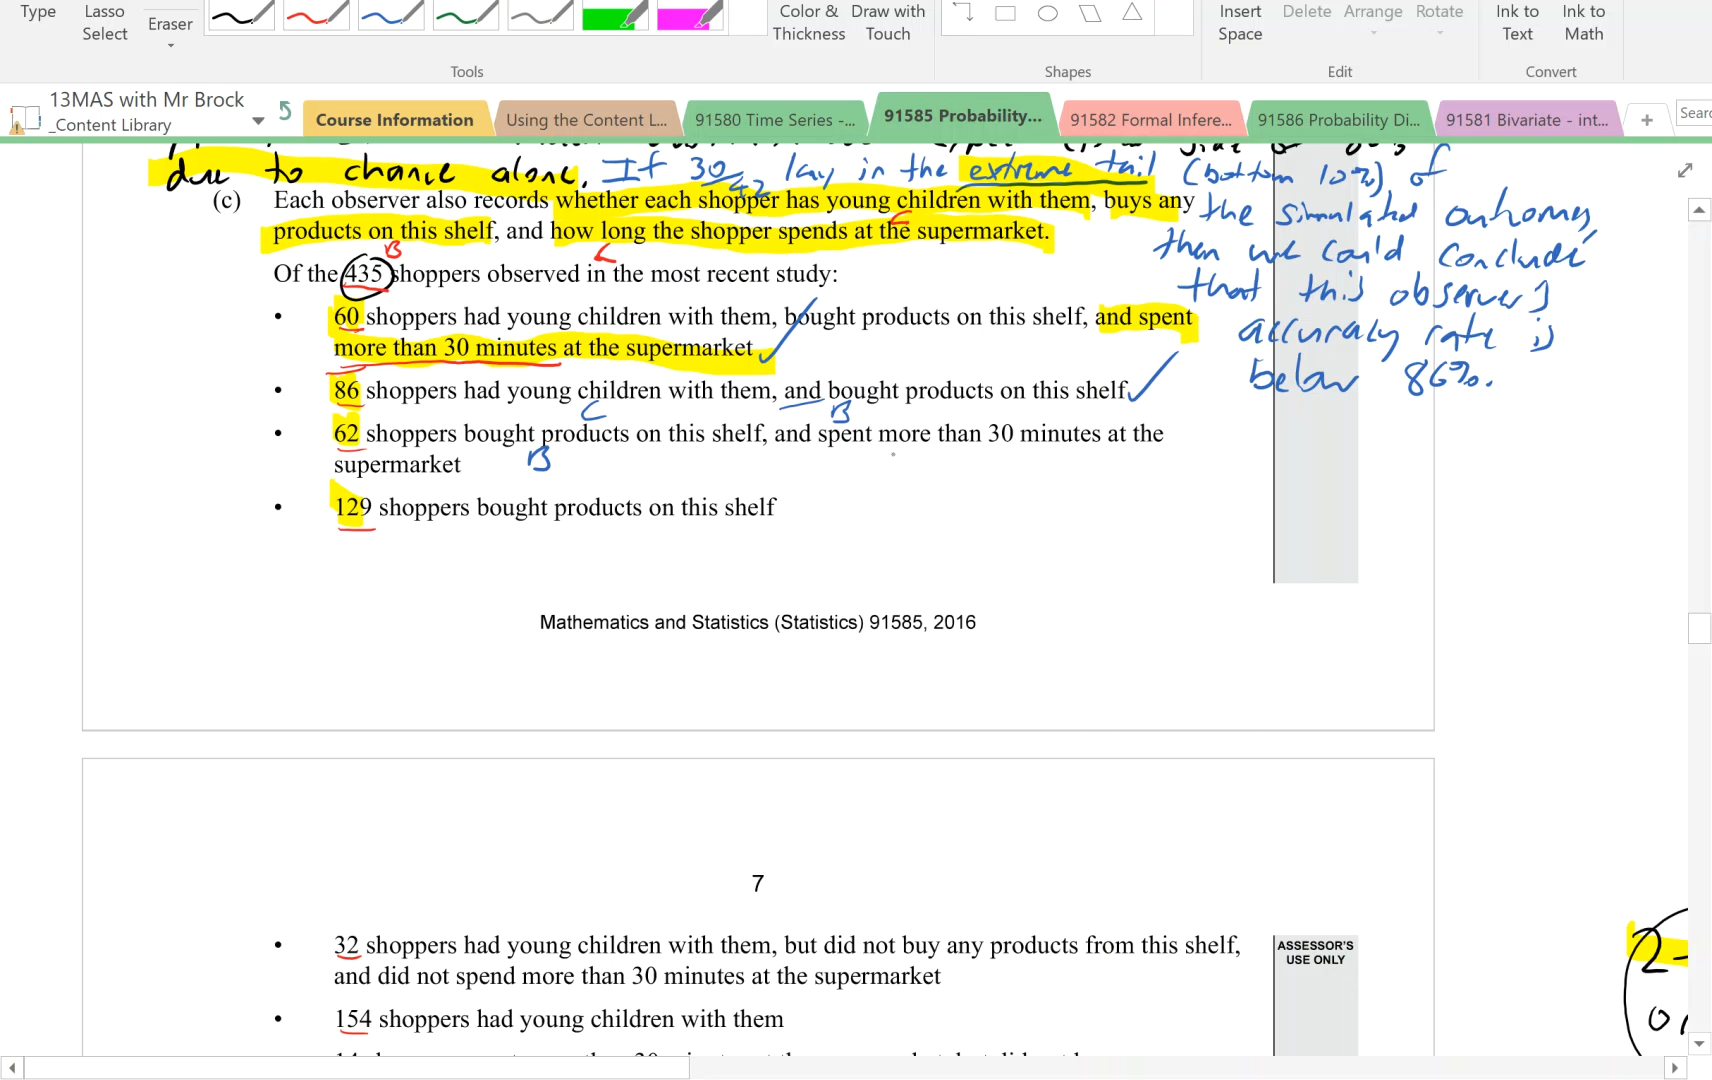 Type
Lasso
Select
Eraser
Color &
Thickness
Draw with
Touch
Insert
Space
Delete Arrange Rotate
Ink to
Text
Ink to
Math
Tools
Shapes
Edit
Convert
13MAS with Mr Brock
_Content Library
Course Information
Using the Content L...
91580 Time Series -...
91585 Probability...
91582 Formal Infere...
91586 Probability Di...
91581 Bivariate - int...
+
Sear
due to chance alone. If 30/42 lay in the extreme tail (bottom 10%) of
the simulated outcomes,
then we could conclude
that this observers
accuracy rate is
below 86%.
(c) Each observer also records whether each shopper has young children with them, buys any
products on this shelf, and how long the shopper spends at the supermarket.
C
B
L
Of the 435 shoppers observed in the most recent study:
• 60 shoppers had young children with them, bought products on this shelf, and spent
more than 30 minutes at the supermarket
• 86 shoppers had young children with them, and bought products on this shelf
C
B
• 62 shoppers bought products on this shelf, and spent more than 30 minutes at the
supermarket
B
• 129 shoppers bought products on this shelf
Mathematics and Statistics (Statistics) 91585, 2016
7
• 32 shoppers had young children with them, but did not buy any products from this shelf,
and did not spend more than 30 minutes at the supermarket
ASSESSOR'S
USE ONLY
• 154 shoppers had young children with them
2-